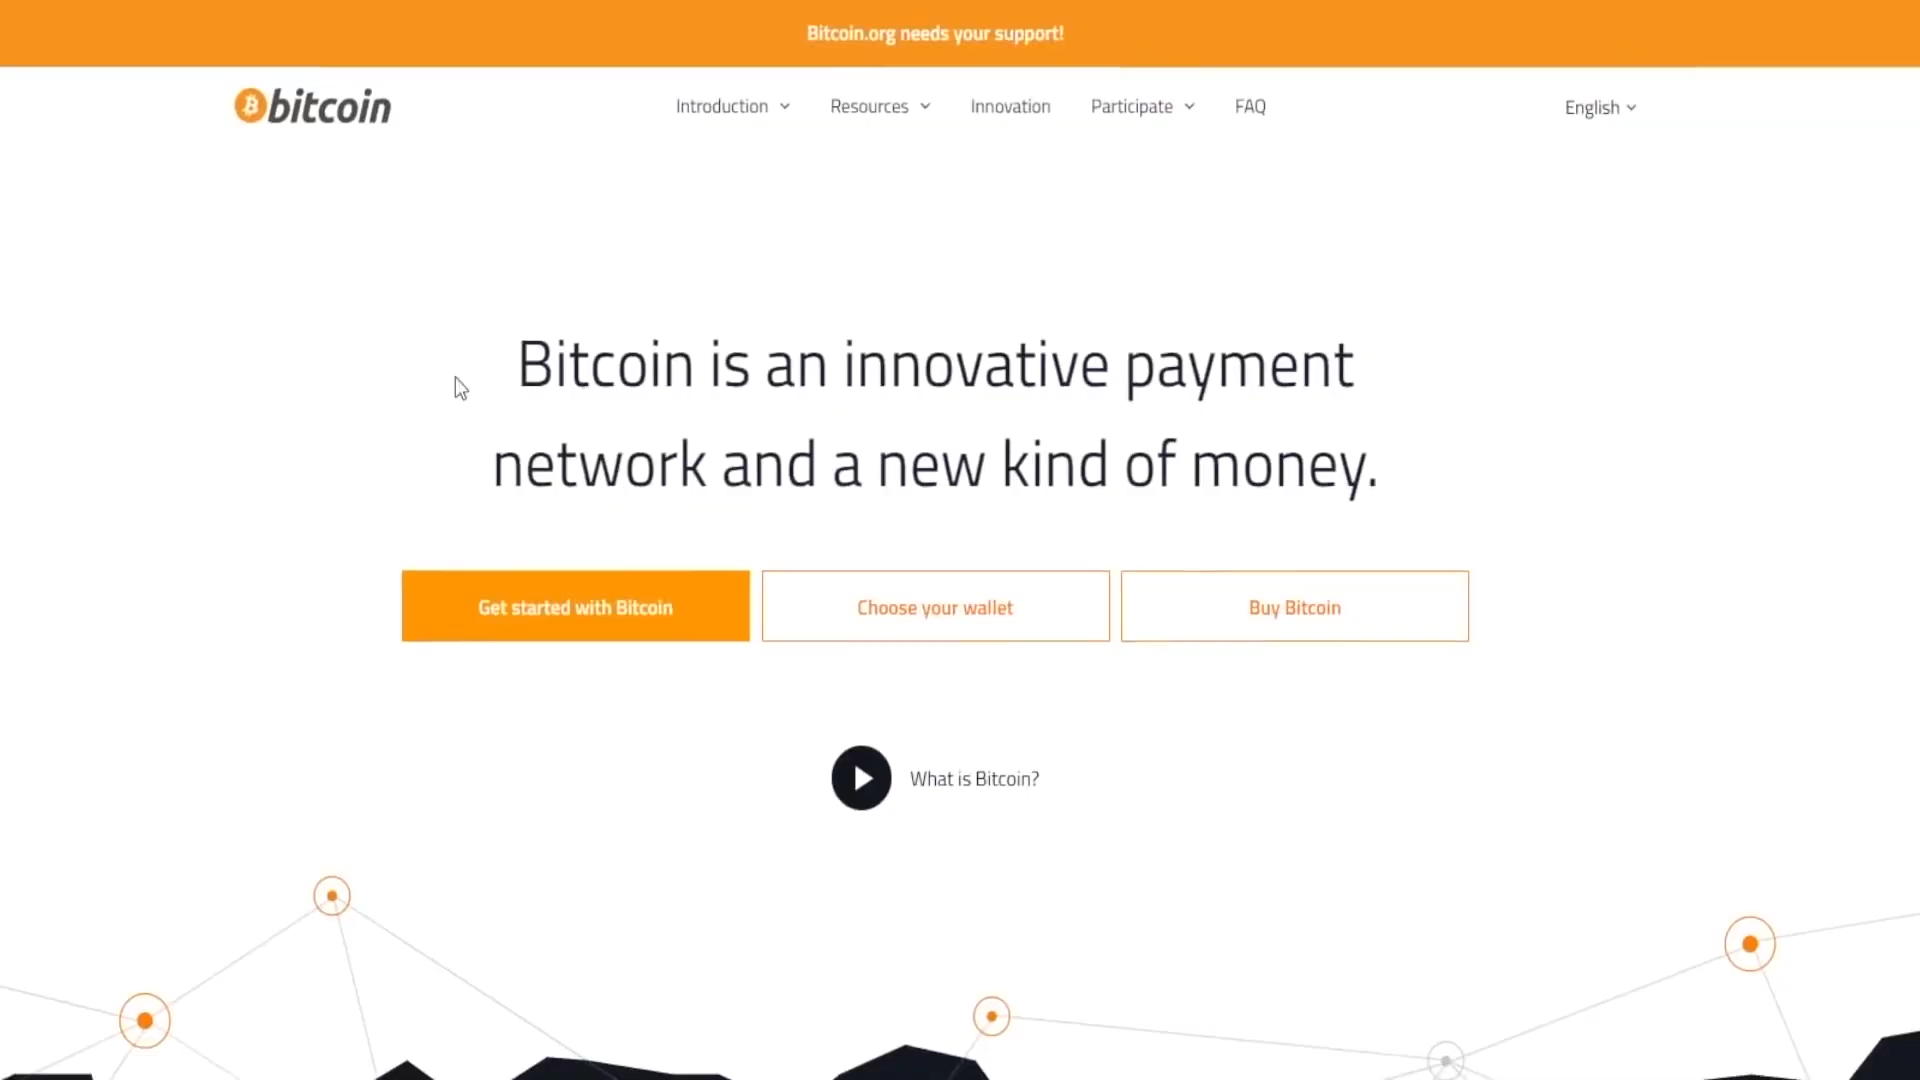 Bitcoin.org needs your support!
bitcoin
Introduction
Resources
Innovation
Participate
FAQ
English
Bitcoin is an innovative payment
network and a new kind of money.
Get started with Bitcoin
Choose your wallet
Buy Bitcoin
What is Bitcoin?